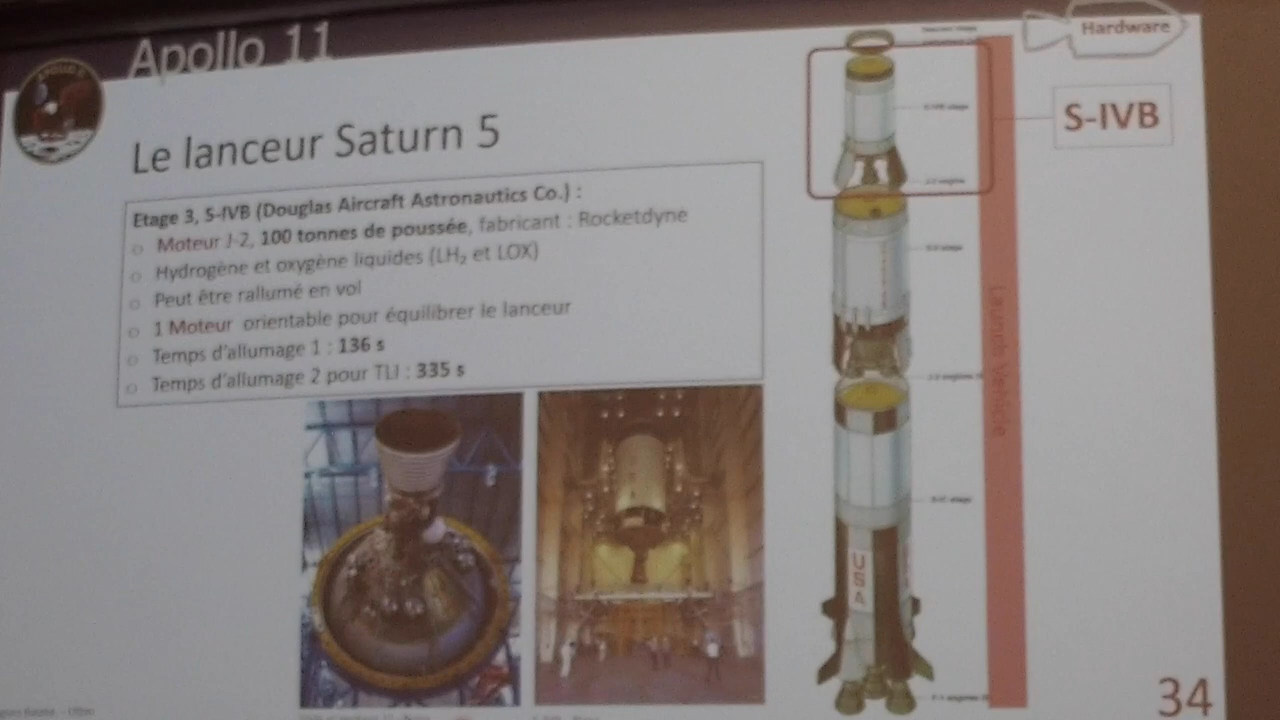 Apollo 11
Hardware
Le lanceur Saturn 5
S-IVB
Etage 3, S-IVB (Douglas Aircraft Astronautics Co.) :
o Moteur J-2, 100 tonnes de poussée, fabricant : Rocketdyne
o Hydrogène et oxygène liquides (LH₂ et LOX)
o Peut être rallumé en vol
o 1 Moteur orientable pour équilibrer le lanceur
o Temps d'allumage 1 : 136 s
o Temps d'allumage 2 pour TLI : 335 s
Launch Vehicle
USA
34